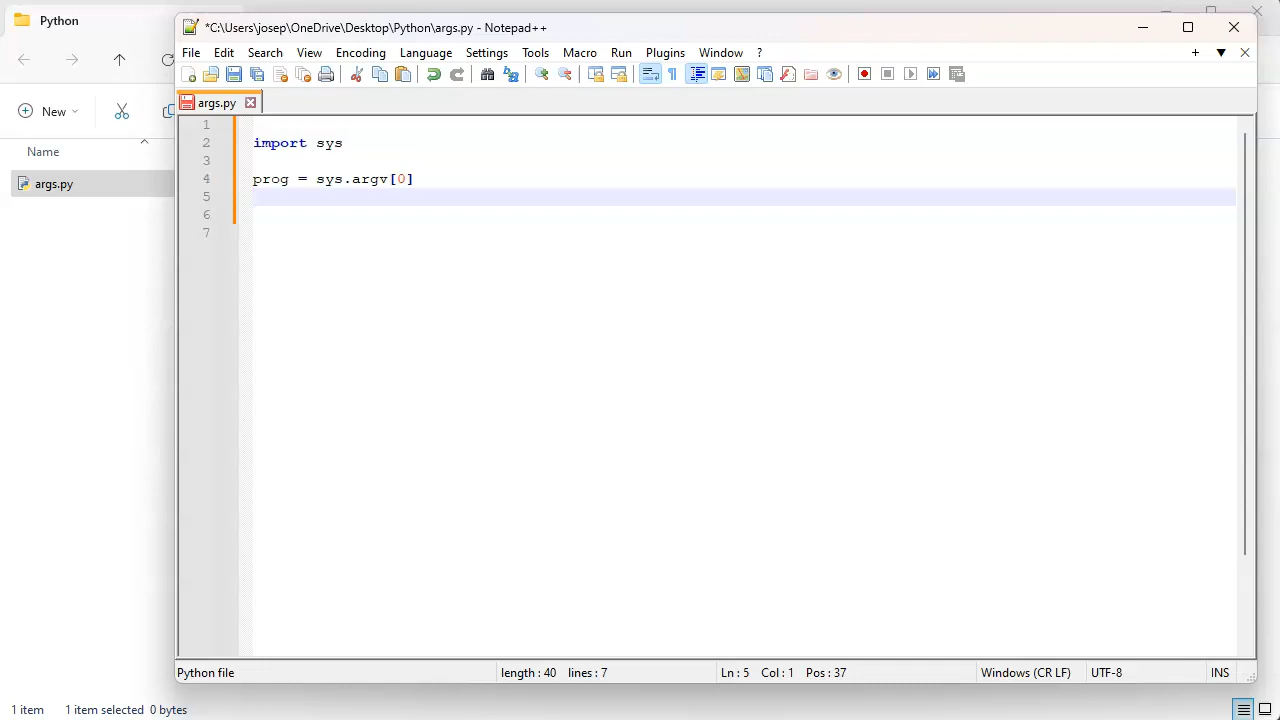 Python
*C:\Users\josep\OneDrive\Desktop\Python\args.py - Notepad++
File Edit Search View Encoding Language Settings Tools Macro Run Plugins Window ?
New
args.py
Name
args.py
1
2 import sys
3
4 prog = sys.argv[0]
5
6
7
Python file length : 40 lines : 7 Ln : 5 Col : 1 Pos : 37 Windows (CR LF) UTF-8 INS
1 item 1 item selected 0 bytes